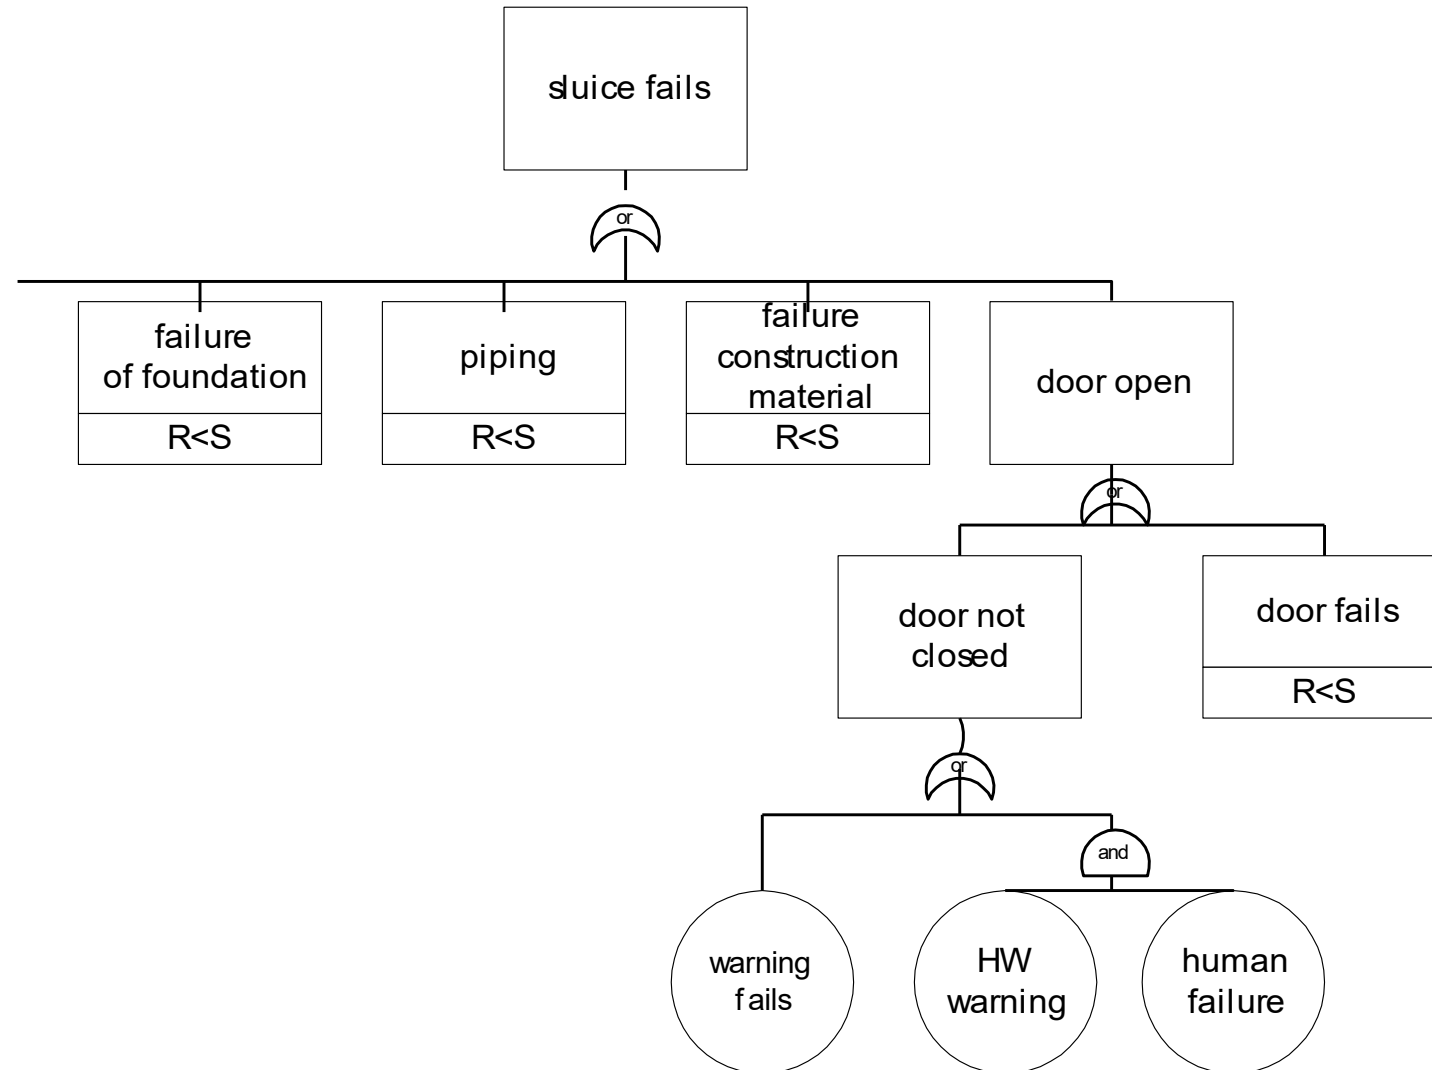 sluice fails
or
failure
of foundation
R<S
piping
R<S
failure
construction
material
R<S
door open
or
door not
closed
door fails
R<S
or
and
warning
fails
HW
warning
human
failure